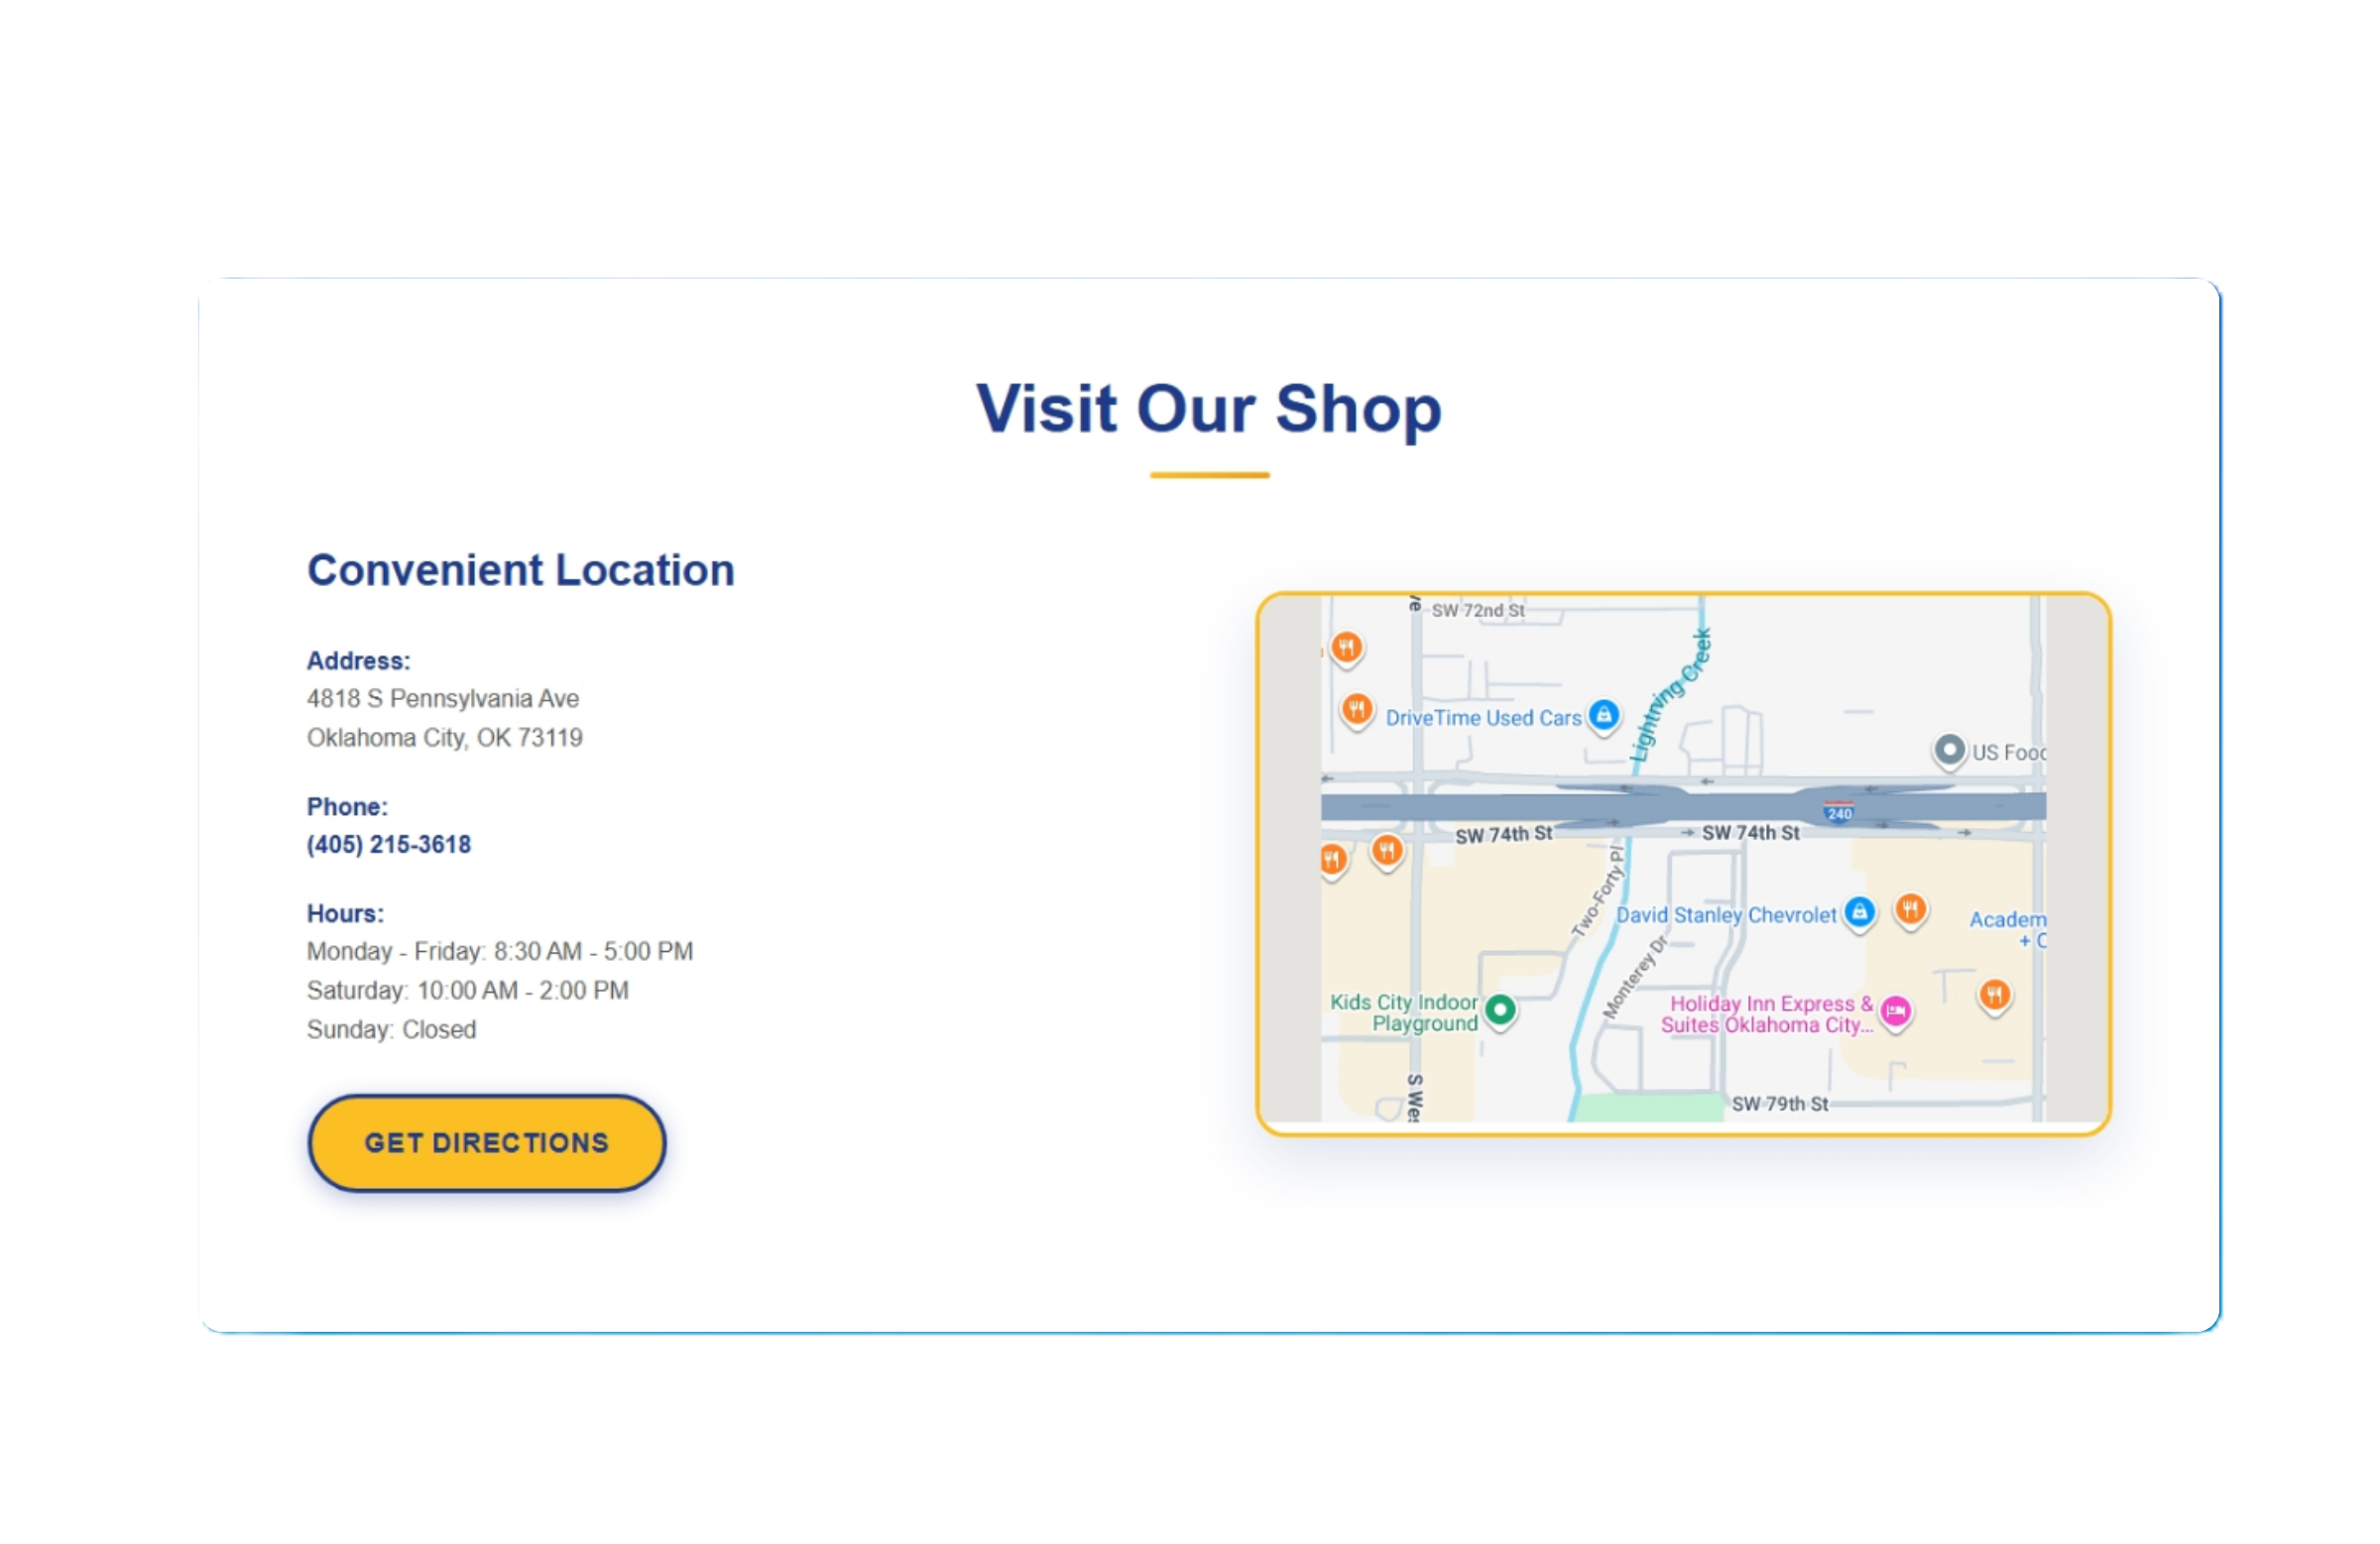 Visit Our Shop
Convenient Location
Address:
4818 S Pennsylvania Ave
Oklahoma City, OK 73119
Phone:
(405) 215-3618
Hours:
Monday - Friday: 8:30 AM - 5:00 PM
Saturday: 10:00 AM - 2:00 PM
Sunday: Closed
GET DIRECTIONS
SW 72nd St
Lightning Creek
DriveTime Used Cars
US Food
240
SW 74th St
SW 74th St
Two-Forty Pl
David Stanley Chevrolet
Academ
+ C
Monterey Dr
Kids City Indoor
Playground
Holiday Inn Express &
Suites Oklahoma City...
S Wes
SW 79th St